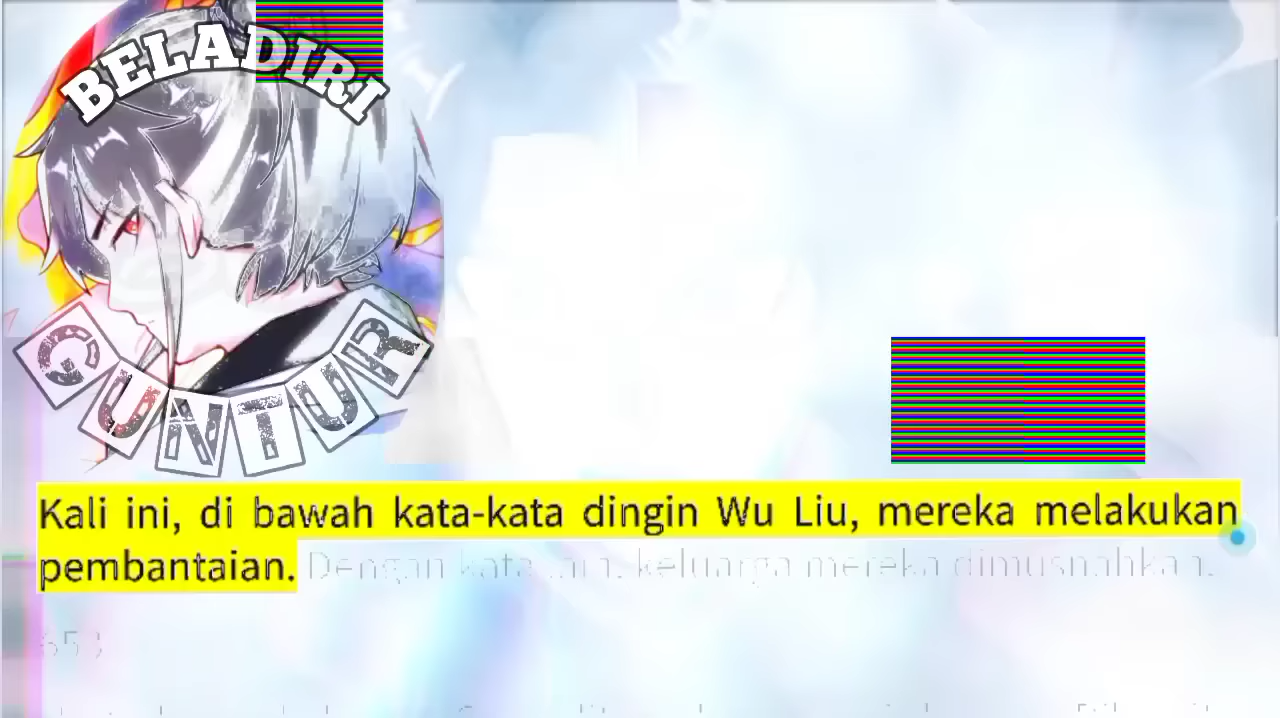 BELADIRI
GUNTUR
Kali ini, di bawah kata-kata dingin Wu Liu, mereka melakukan
pembantaian. Dengan kata lain, keluarga mereka dimusnahkan.